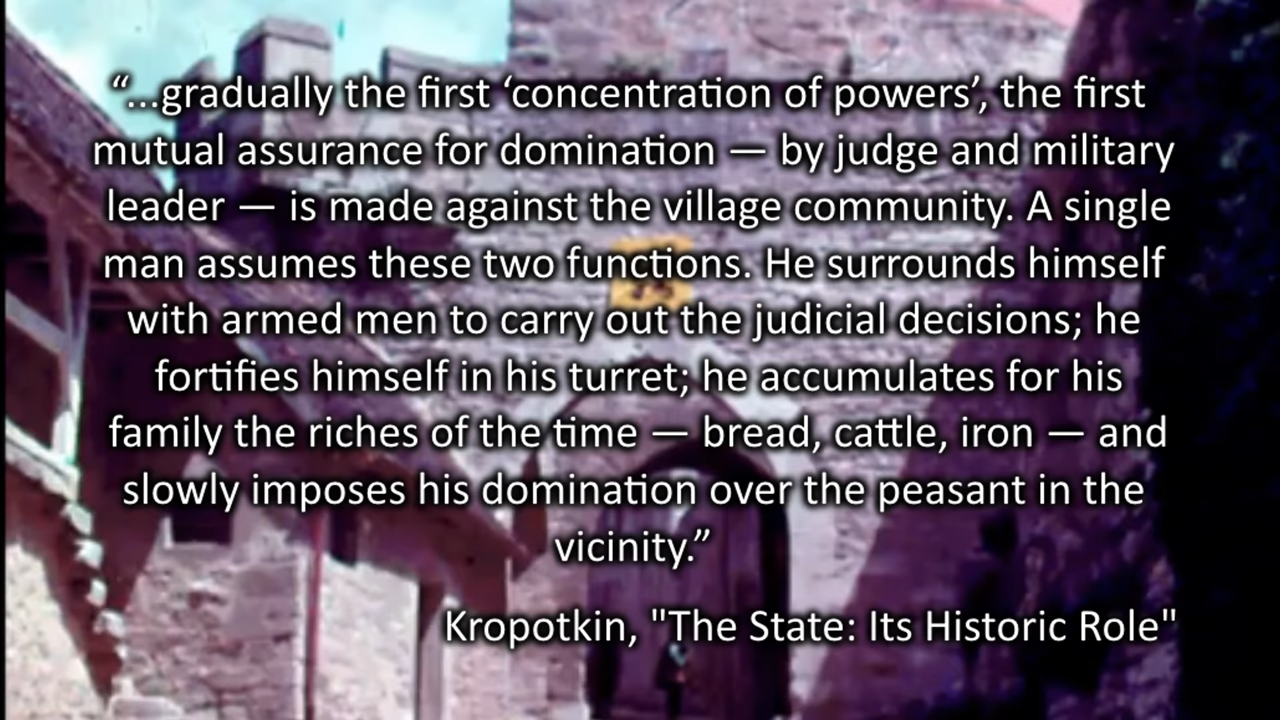 “...gradually the first ‘concentration of powers’, the first
mutual assurance for domination — by judge and military
leader — is made against the village community. A single
man assumes these two functions. He surrounds himself
with armed men to carry out the judicial decisions; he
fortifies himself in his turret; he accumulates for his
family the riches of the time — bread, cattle, iron — and
slowly imposes his domination over the peasant in the
vicinity.”
Kropotkin, "The State: Its Historic Role"